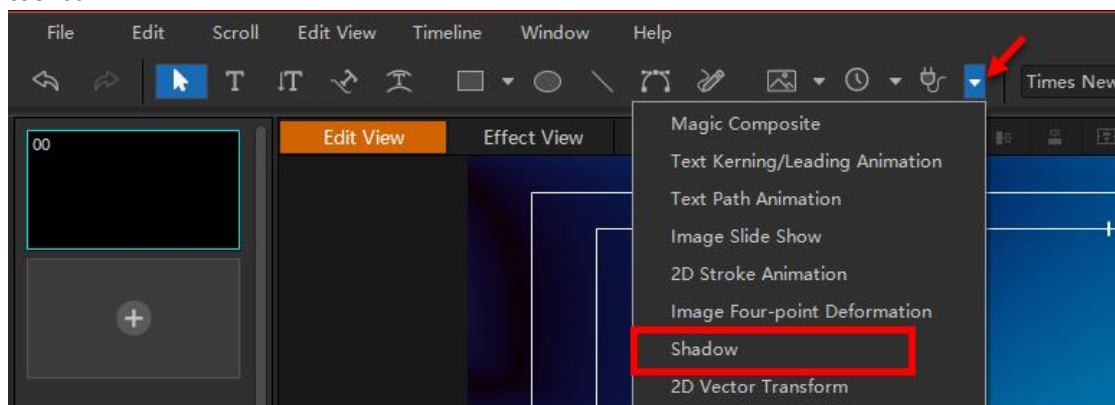 File Edit Scroll Edit View Timeline Window Help
T IT T Times New
00
Edit View Effect View
Magic Composite
Text Kerning/Leading Animation
Text Path Animation
Image Slide Show
2D Stroke Animation
Image Four-point Deformation
Shadow
2D Vector Transform